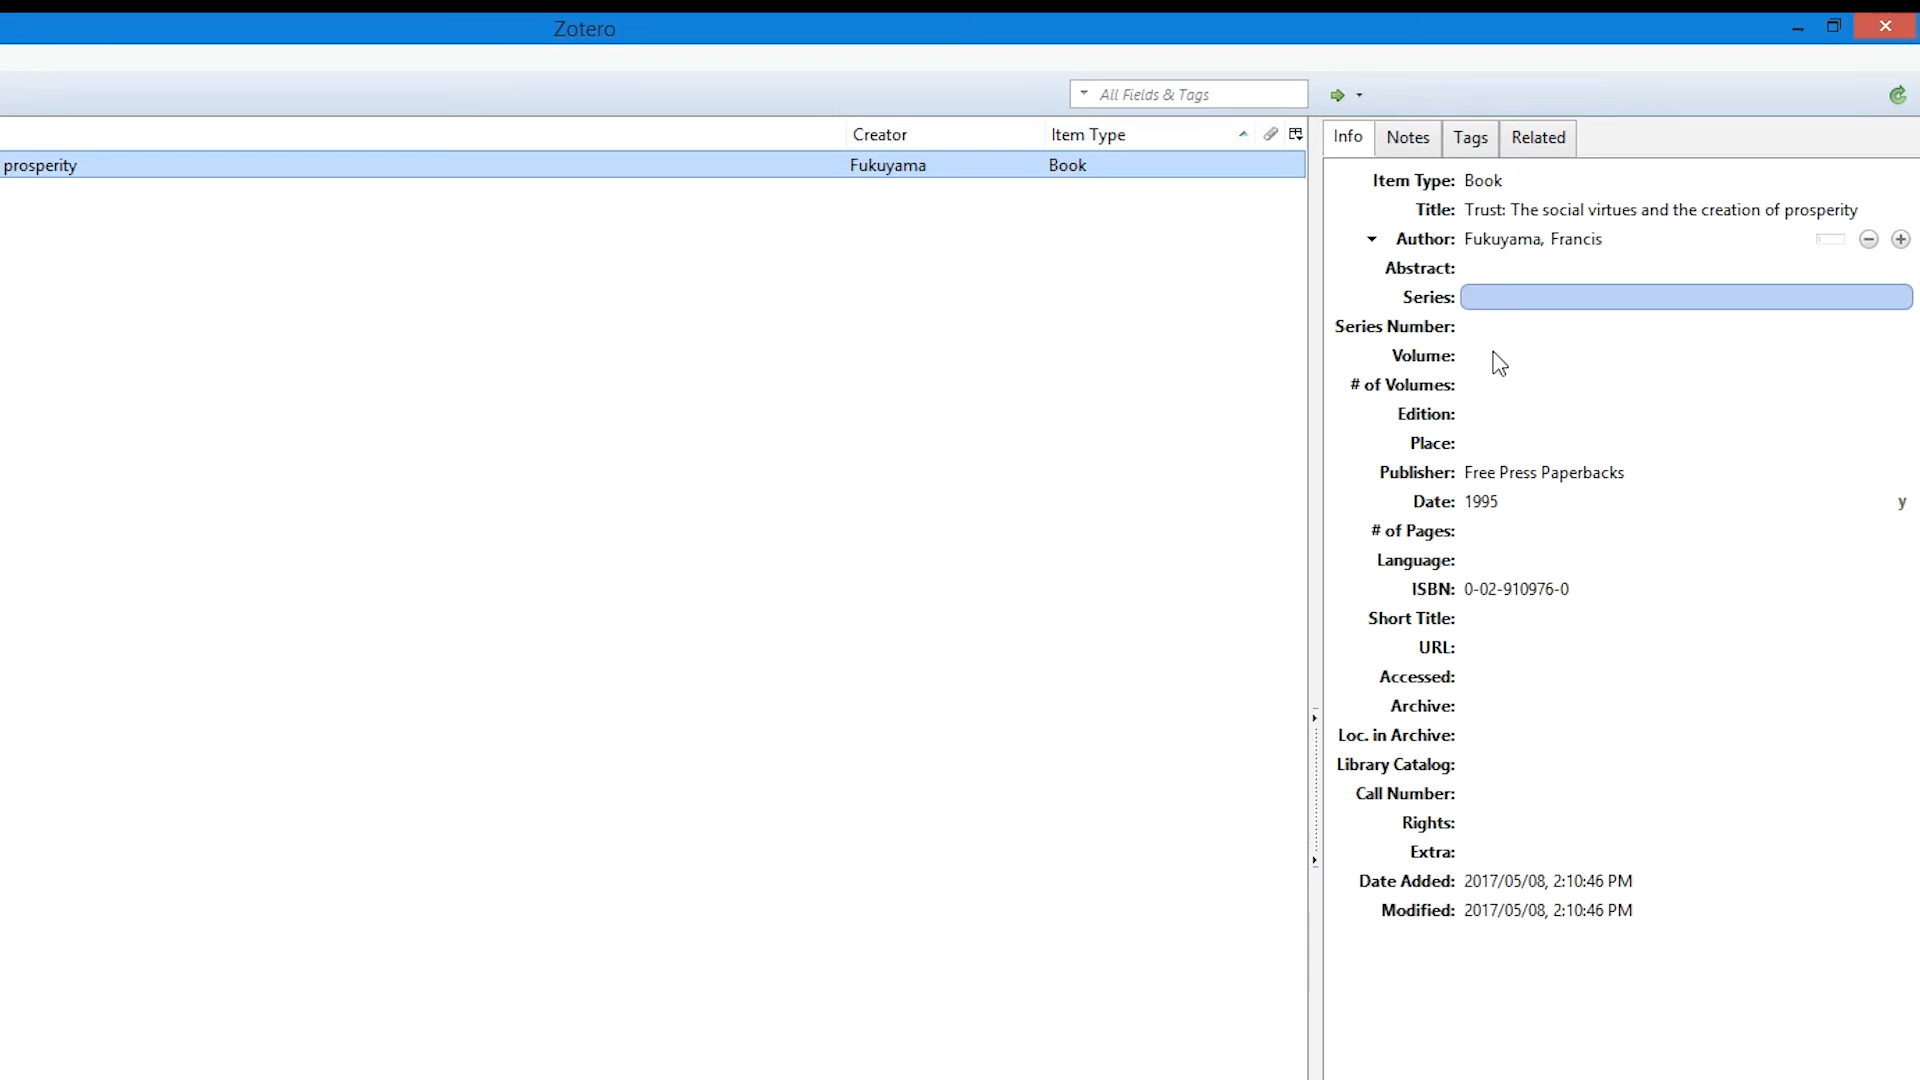 Zotero
All Fields & Tags
Creator Item Type
prosperity Fukuyama Book
Info Notes Tags Related
Item Type: Book
Title: Trust: The social virtues and the creation of prosperity
Author: Fukuyama, Francis
Abstract:
Series:
Series Number:
Volume:
# of Volumes:
Edition:
Place:
Publisher: Free Press Paperbacks
Date: 1995 y
# of Pages:
Language:
ISBN: 0-02-910976-0
Short Title:
URL:
Accessed:
Archive:
Loc. in Archive:
Library Catalog:
Call Number:
Rights:
Extra:
Date Added: 2017/05/08, 2:10:46 PM
Modified: 2017/05/08, 2:10:46 PM